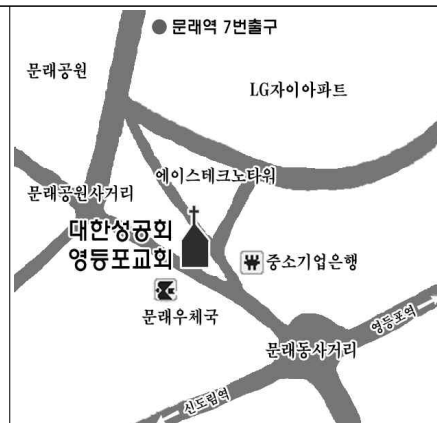 문래역 7번출구
문래공원
LG자이아파트
에이스테크노타워
문래공원사거리
대한성공회
영등포교회
₩ 중소기업은행
문래우체국
영등포역
문래동사거리
신도림역